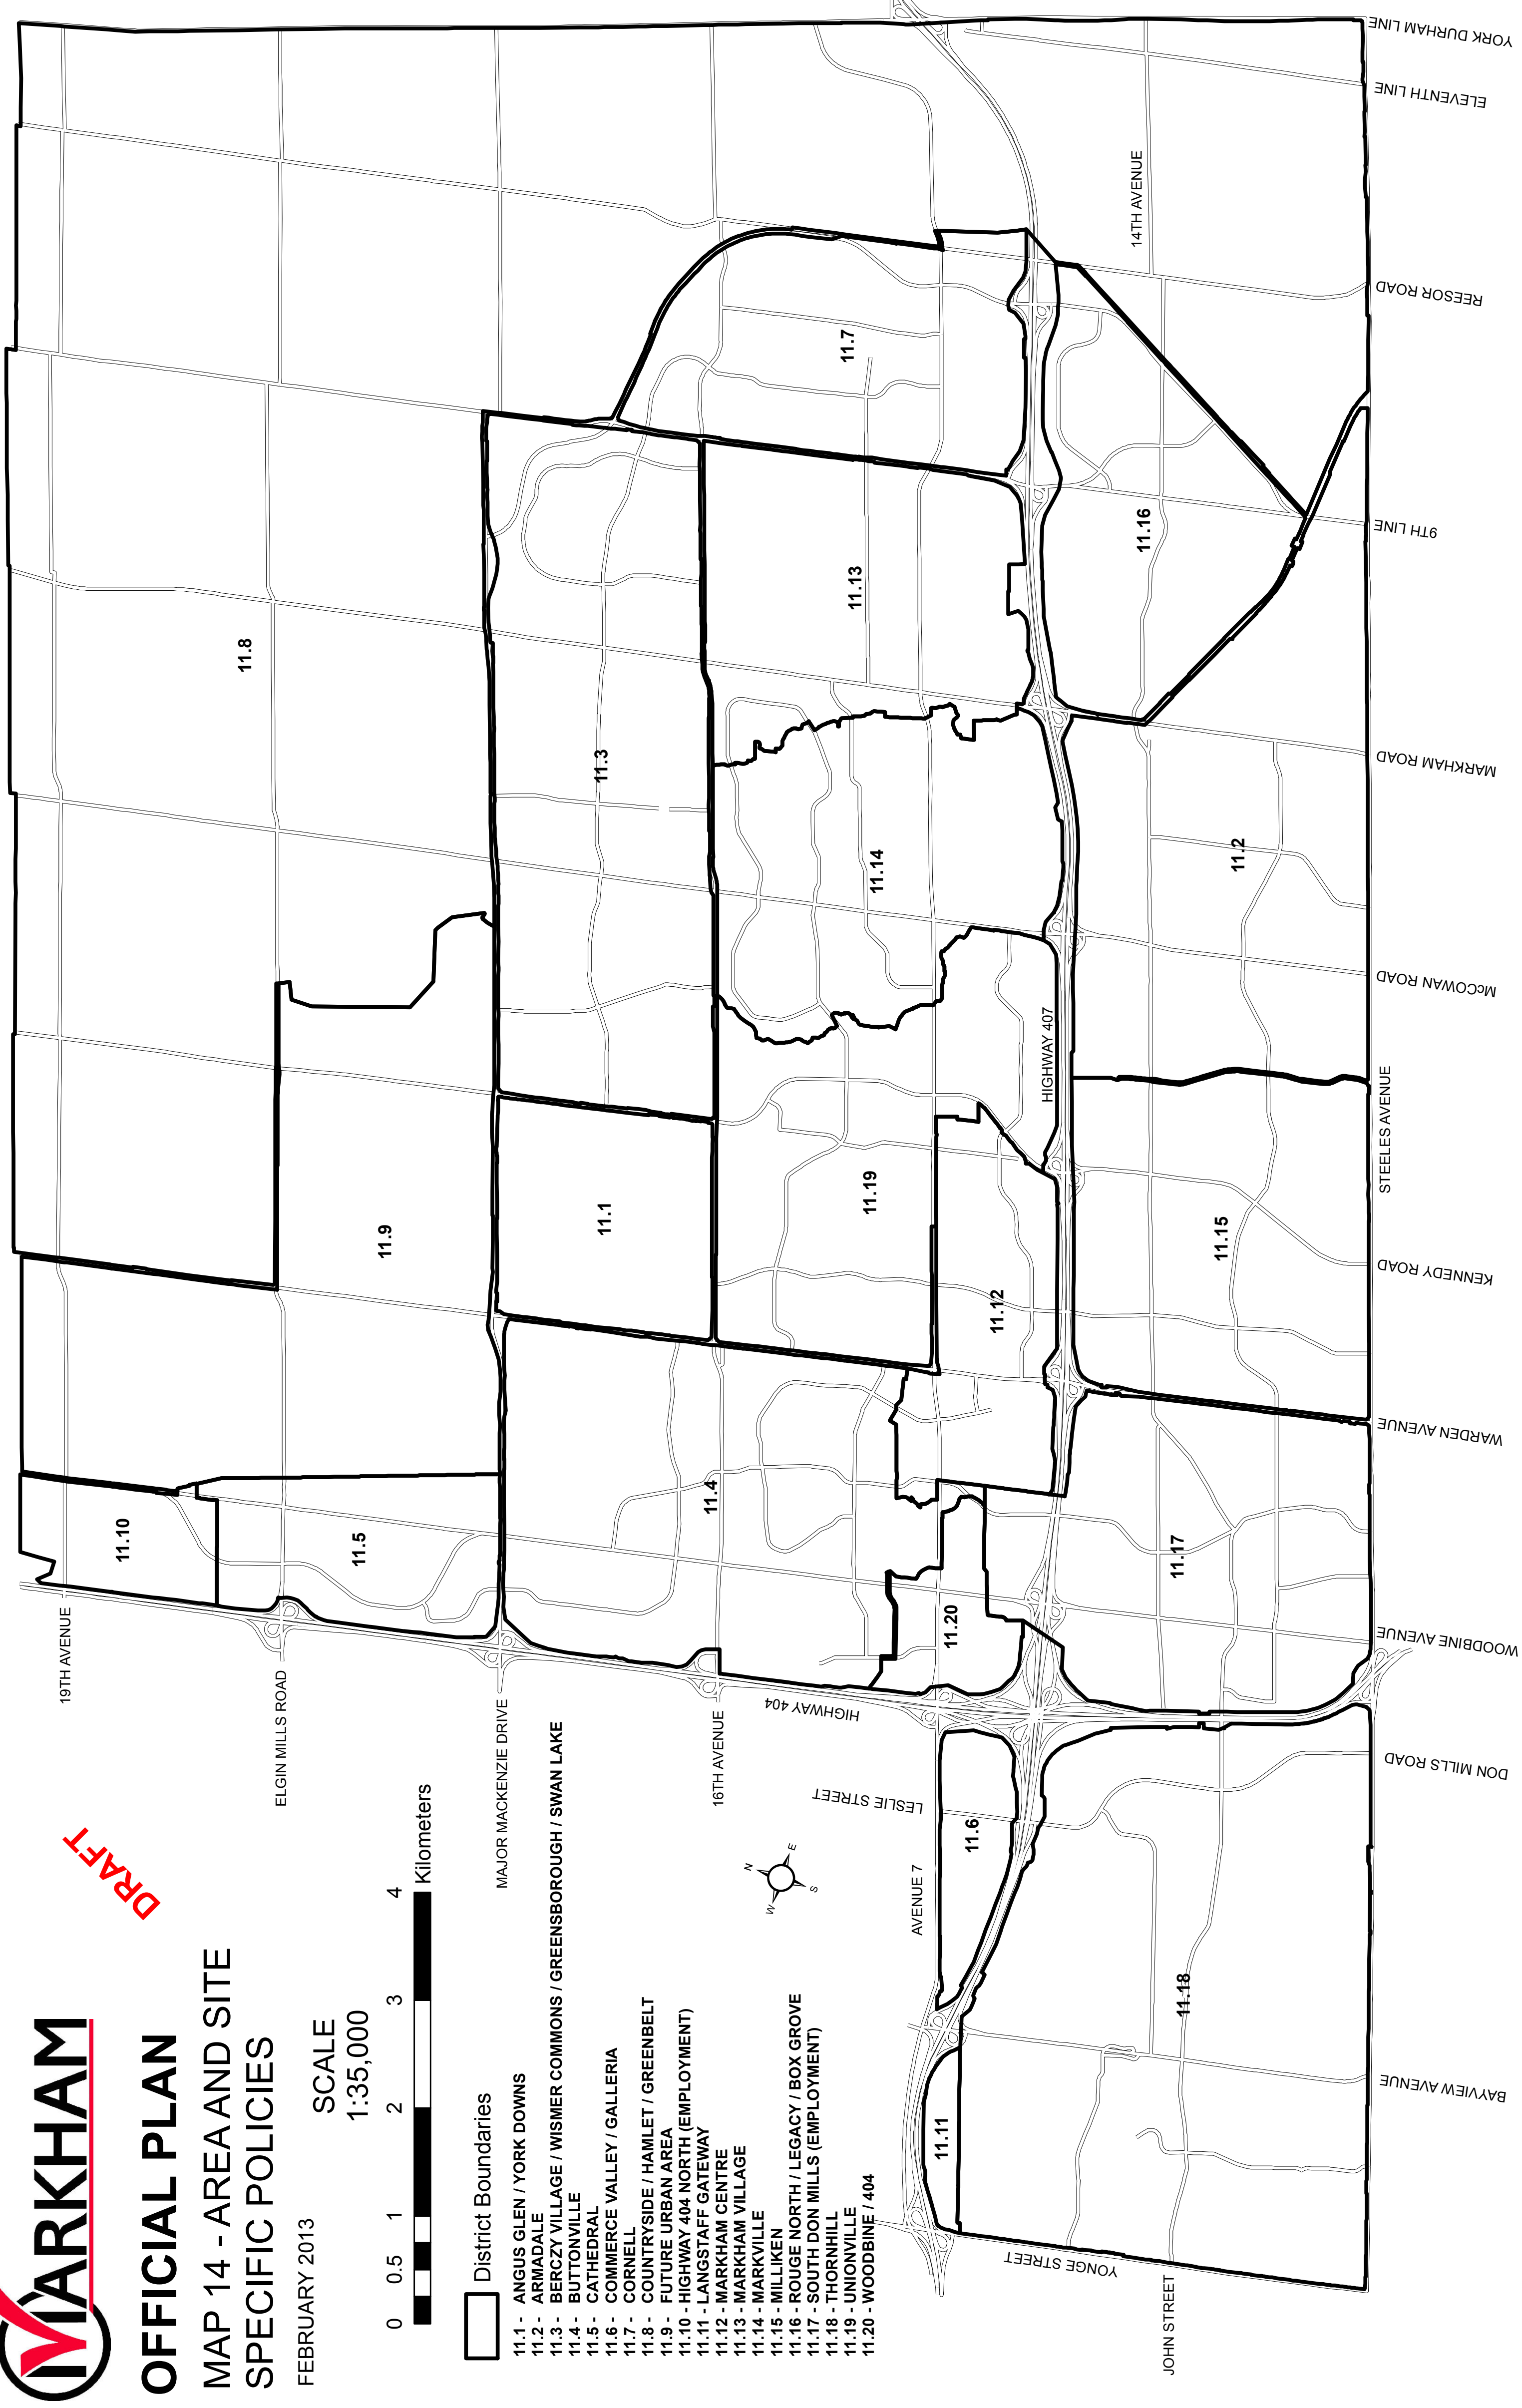 MARKHAM
OFFICIAL PLAN
MAP 14 - AREA AND SITE
SPECIFIC POLICIES
FEBRUARY 2013
DRAFT
SCALE
1:35,000
0 0.5 1 2 3 4
Kilometers
District Boundaries
11.1 - ANGUS GLEN / YORK DOWNS
11.2 - ARMADALE
11.3 - BERCZY VILLAGE / WISMER COMMONS / GREENSBOROUGH / SWAN LAKE
11.4 - BUTTONVILLE
11.5 - CATHEDRAL
11.6 - COMMERCE VALLEY / GALLERIA
11.7 - CORNELL
11.8 - COUNTRYSIDE / HAMLET / GREENBELT
11.9 - FUTURE URBAN AREA
11.10 - HIGHWAY 404 NORTH (EMPLOYMENT)
11.11 - LANGSTAFF GATEWAY
11.12 - MARKHAM CENTRE
11.13 - MARKHAM VILLAGE
11.14 - MARKVILLE
11.15 - MILLIKEN
11.16 - ROUGE NORTH / LEGACY / BOX GROVE
11.17 - SOUTH DON MILLS (EMPLOYMENT)
11.18 - THORNHILL
11.19 - UNIONVILLE
11.20 - WOODBINE / 404
N
E
S
W
19TH AVENUE
ELGIN MILLS ROAD
MAJOR MACKENZIE DRIVE
16TH AVENUE
HIGHWAY 404
LESLIE STREET
AVENUE 7
YONGE STREET
JOHN STREET
HIGHWAY 407
14TH AVENUE
STEELES AVENUE
BAYVIEW AVENUE
DON MILLS ROAD
WOODBINE AVENUE
WARDEN AVENUE
KENNEDY ROAD
McCOWAN ROAD
MARKHAM ROAD
9TH LINE
REESOR ROAD
ELEVENTH LINE
YORK DURHAM LINE
11.10
11.5
11.9
11.8
11.4
11.1
11.3
11.7
11.20
11.12
11.19
11.14
11.13
11.6
11.11
11.18
11.17
11.15
11.2
11.16